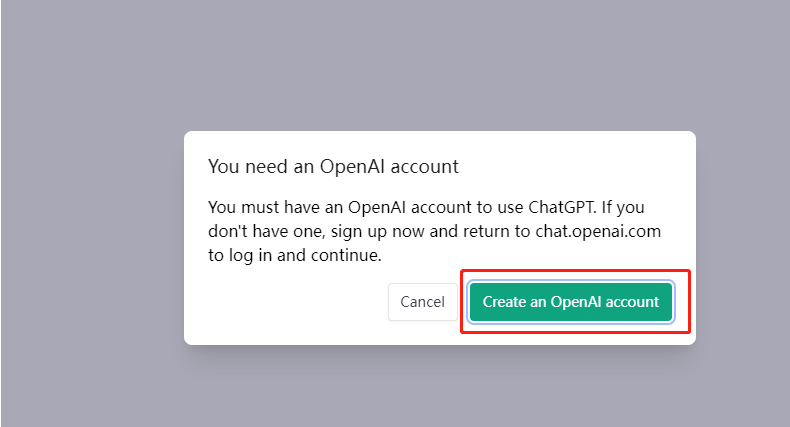 You need an OpenAI account
You must have an OpenAI account to use ChatGPT. If you
don't have one, sign up now and return to chat.openai.com
to log in and continue.
Cancel
Create an OpenAI account